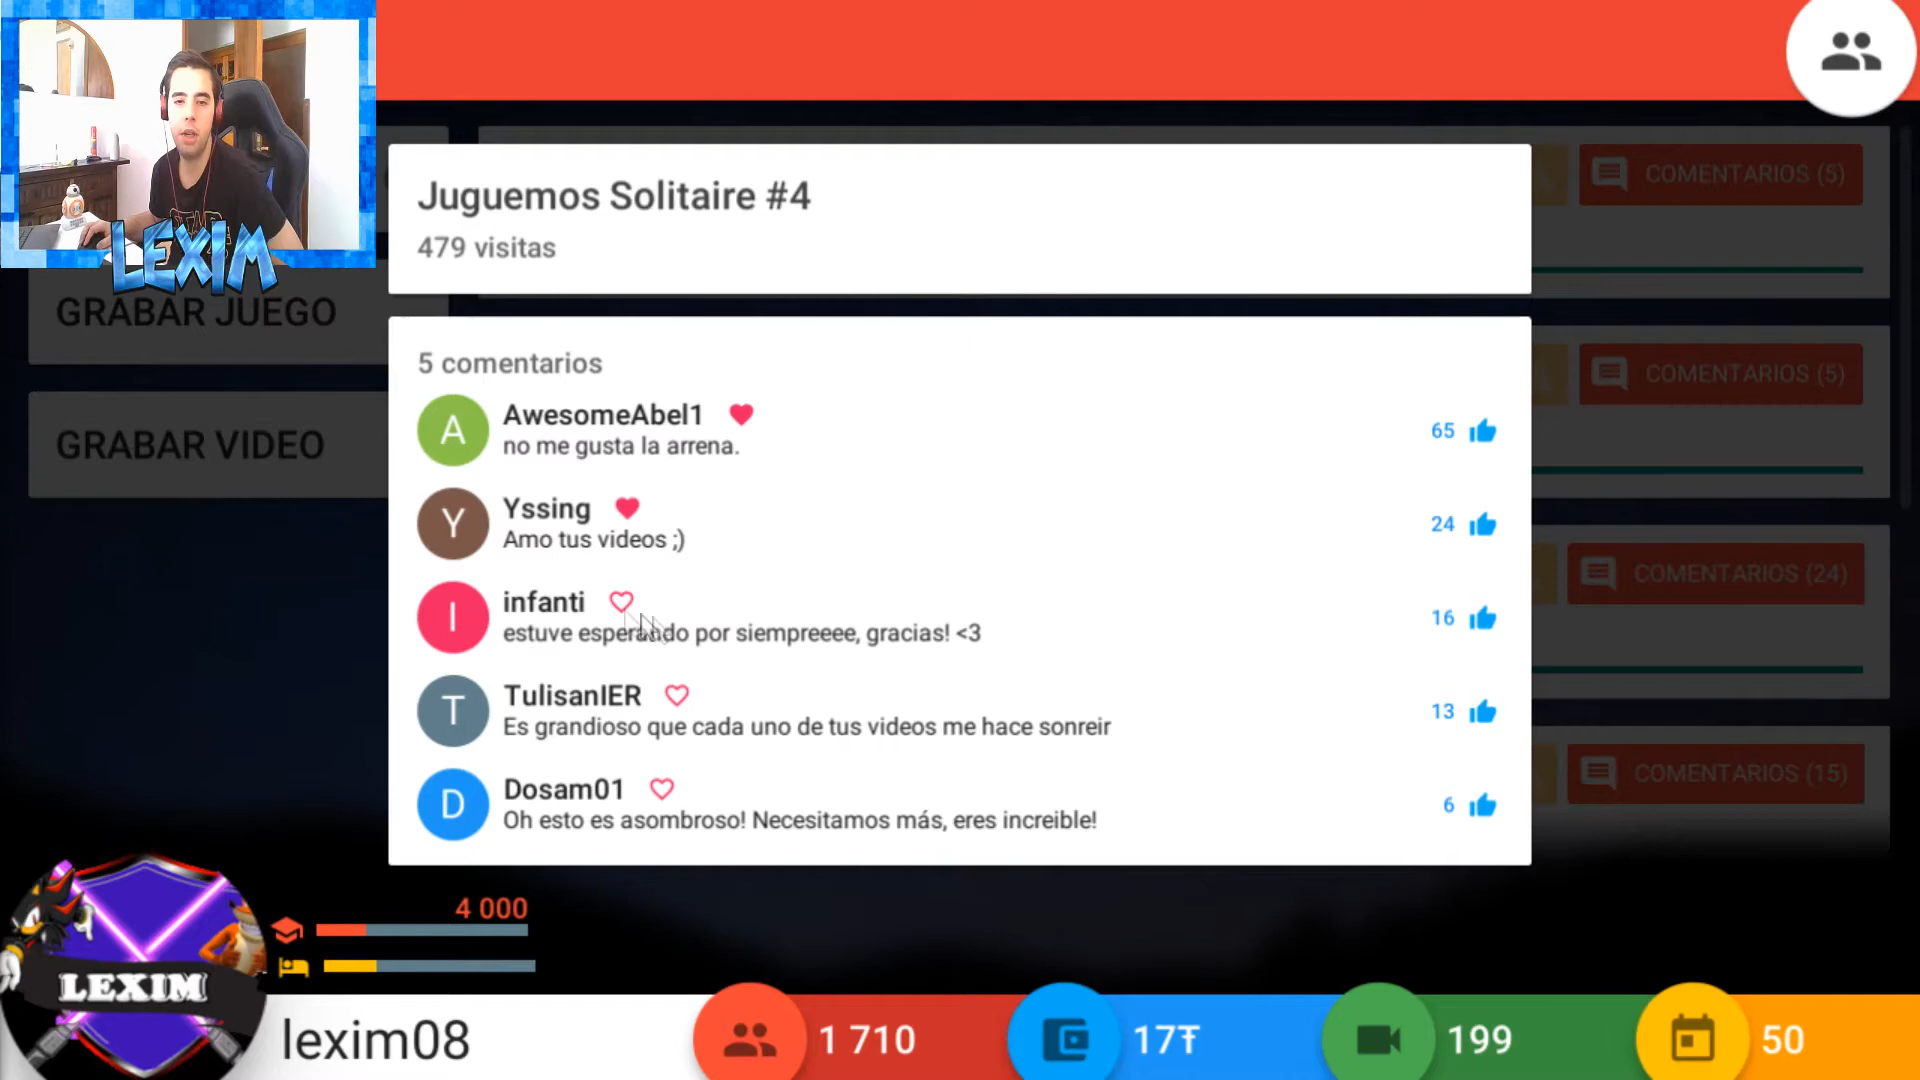 LEXIM
Juguemos Solitaire #4
479 visitas
COMENTARIOS (5)
GRABAR JUEGO
5 comentarios
COMENTARIOS (5)
AwesomeAbel1
no me gusta la arrena.
65
GRABAR VIDEO
Yssing
Amo tus videos ;)
24
COMENTARIOS (24)
infanti
estuve esperando por siempreeee, gracias! <3
16
TulisanIER
Es grandioso que cada uno de tus videos me hace sonreir
13
COMENTARIOS (15)
Dosam01
Oh esto es asombroso! Necesitamos más, eres increible!
6
4 000
LEXIM
lexim08
1 710
17Ŧ
199
50